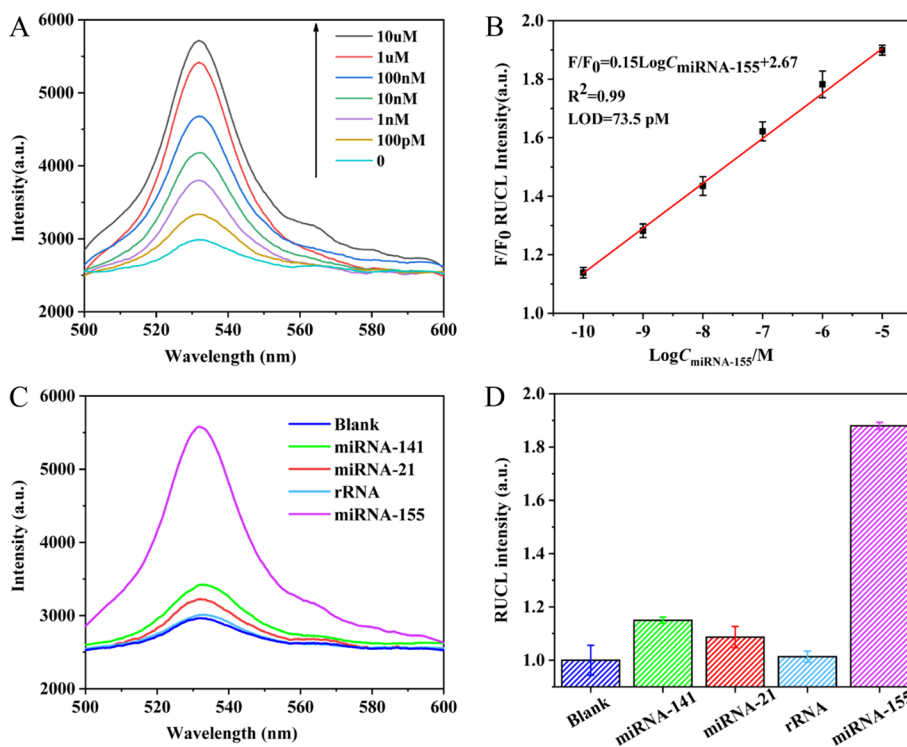 A
6000
5000
4000
3000
2000
Intensity(a.u.)
10uM
1uM
100nM
10nM
1nM
100pM
0
500 520 540 560 580 600
Wavelength (nm)
B
2.0
1.8
1.6
1.4
1.2
1.0
F/F0 RUCL Intensity(a.u.)
F/F0=0.15LogCmiRNA-155+2.67
R2=0.99
LOD=73.5 pM
-10 -9 -8 -7 -6 -5
LogCmiRNA-155/M
C
6000
5000
4000
3000
2000
Intensity (a.u.)
Blank
miRNA-141
miRNA-21
rRNA
miRNA-155
500 520 540 560 580 600
Wavelength (nm)
D
2.0
1.8
1.6
1.4
1.2
1.0
RUCL intensity (a.u.)
Blank
miRNA-141
miRNA-21
rRNA
miRNA-155